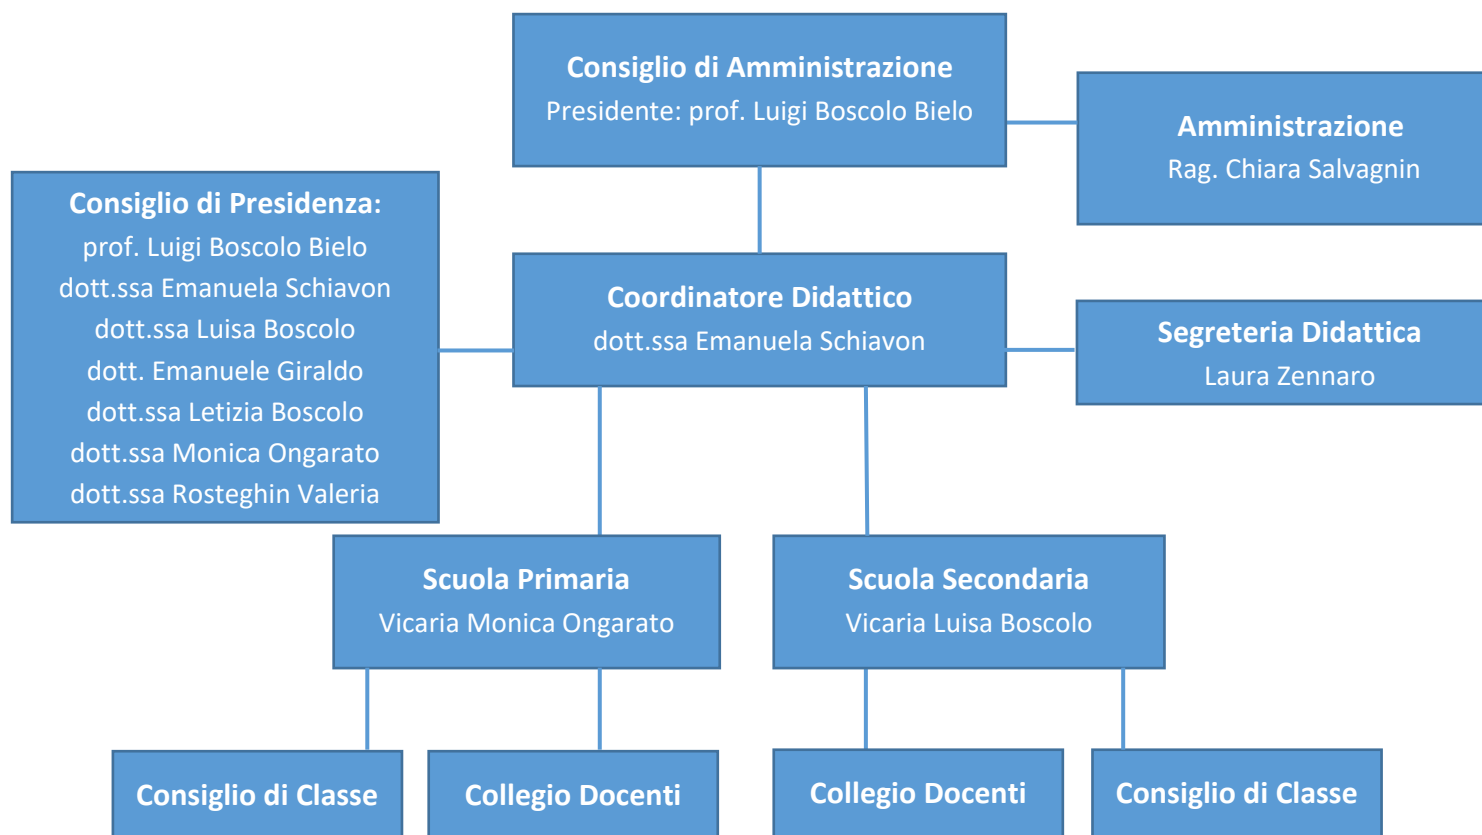 Consiglio di Amministrazione
Presidente: prof. Luigi Boscolo Bielo
Amministrazione
Rag. Chiara Salvagnin
Consiglio di Presidenza:
prof. Luigi Boscolo Bielo
dott.ssa Emanuela Schiavon
dott.ssa Luisa Boscolo
dott. Emanuele Giraldo
dott.ssa Letizia Boscolo
dott.ssa Monica Ongarato
dott.ssa Rosteghin Valeria
Coordinatore Didattico
dott.ssa Emanuela Schiavon
Segreteria Didattica
Laura Zennaro
Scuola Primaria
Vicaria Monica Ongarato
Scuola Secondaria
Vicaria Luisa Boscolo
Consiglio di Classe
Collegio Docenti
Collegio Docenti
Consiglio di Classe